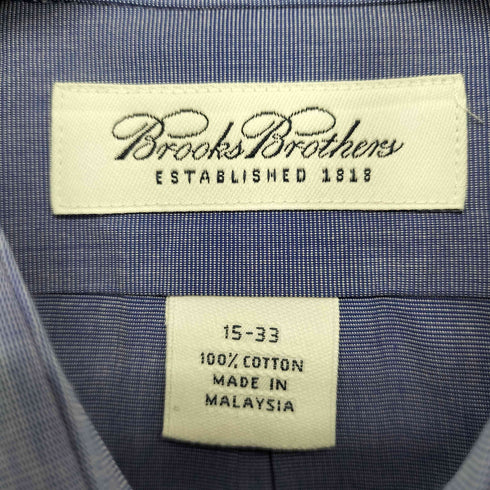 Brooks Brothers
ESTABLISHED 1818
15-33
100% COTTON
MADE IN
MALAYSIA